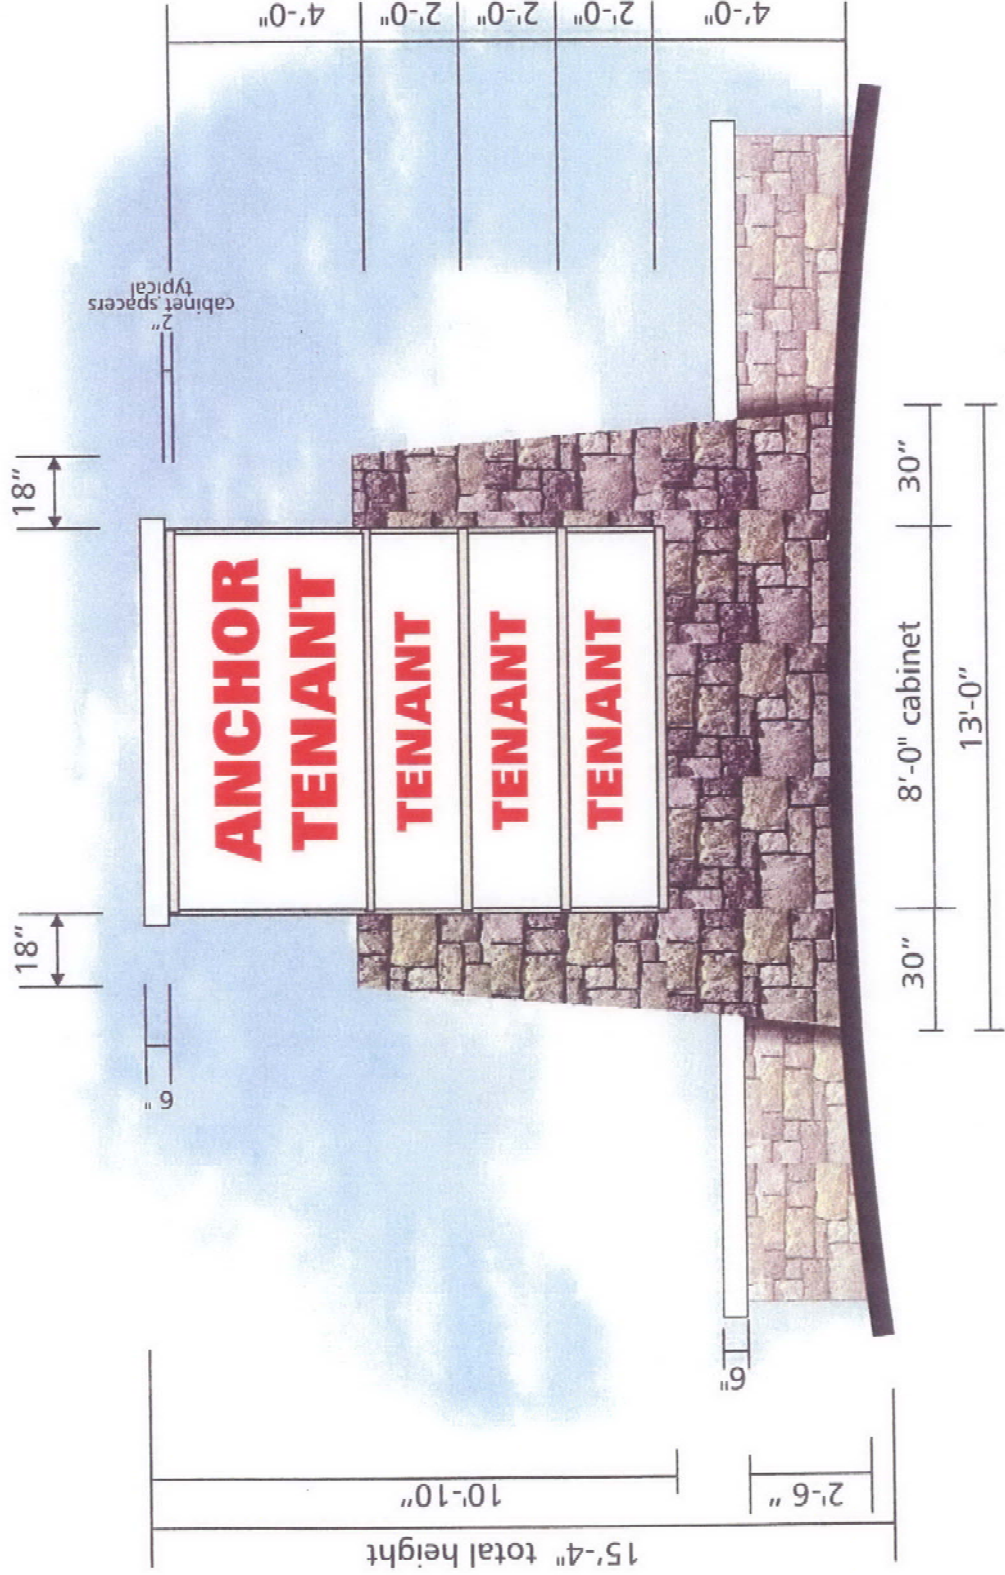 4'-0"
2'-0"
2'-0"
2'-0"
4'-0"
2"
cabinet spacers
typical
18"
18"
6"
ANCHOR
TENANT
TENANT
TENANT
TENANT
6"
30"
8'-0" cabinet
30"
13'-0"
10'-10"
2'-6"
15'-4" total height